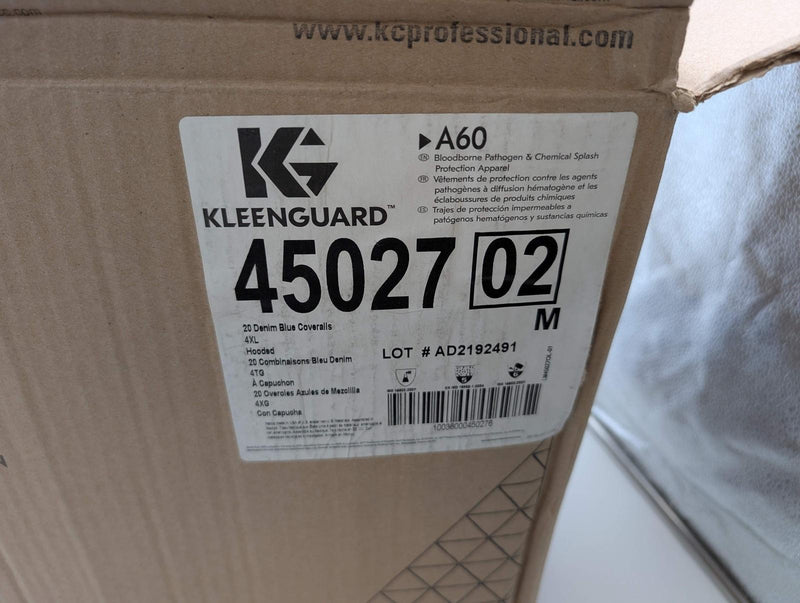 www.kcprofessional.com
KG
KLEENGUARD™
▶A60
EN Bloodborne Pathogen & Chemical Splash
Protection Apparel
FR Vêtements de protection contre les agents
pathogènes à diffusion hématogène et les
éclaboussures de produits chimiques
ES Trajes de protección impermeables a
patógenos hematógenos y sustancias químicas
45027 02
M
20 Denim Blue Coveralls
4XL
Hooded
20 Combinaisons Bleu Denim
4TG
À Capuchon
20 Overoles Azules de Mezclilla
4XG
Con Capucha
LOT # AD2192491
10036000450276